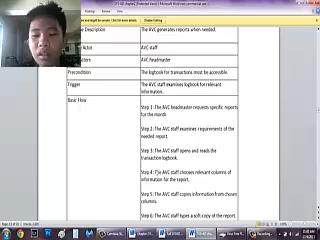 Description
The AVC generates reports when needed.
Actor
AVC staff
AVC headmaster
Precondition
The logbook for transactions must be accessible.
Trigger
The AVC staff examines logbook for relevant
information.
Basic Flow
Step 1: The AVC headmaster requests specific reports
for the month
Step 2: The AVC staff examines requirements of the
needed report.
Step 3: The AVC staff opens and reads the
transaction logbook.
Step 4: The AVC staff chooses relevant columns of
information for the report.
Step 5: The AVC staff copies information from chosen
columns.
Step 6: The AVC staff types a soft copy of the report.